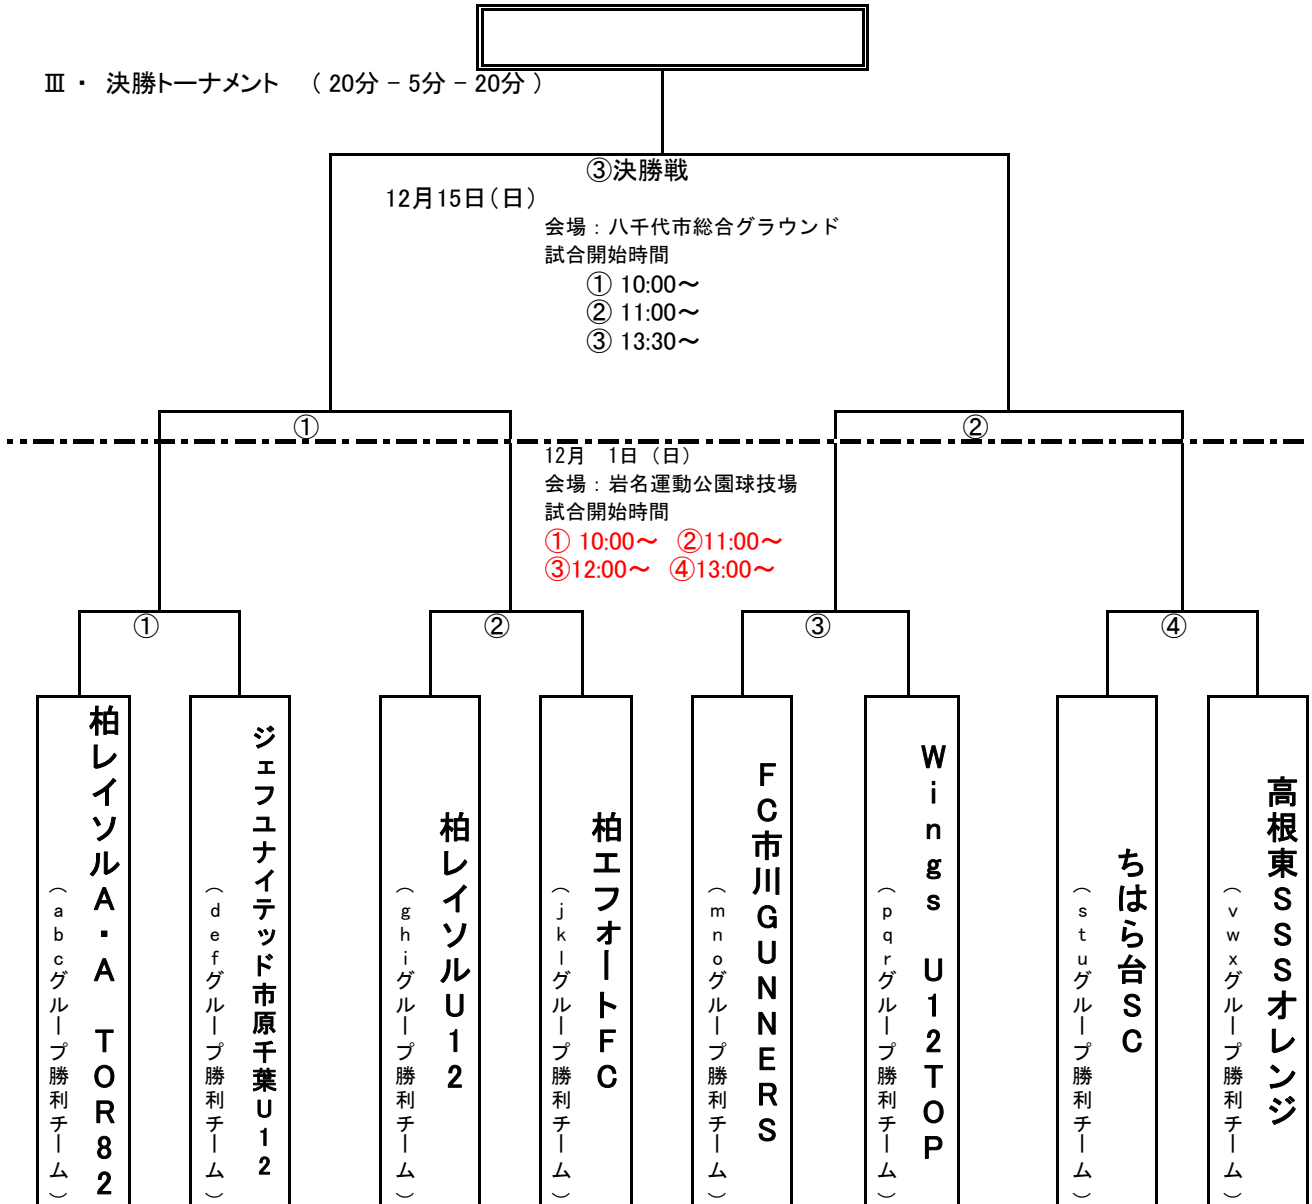 Ⅲ ・ 決勝トーナメント （ 20分 − 5分 − 20分 ）
③決勝戦
12月15日（日）
会場：八千代市総合グラウンド
試合開始時間
① 10:00～
② 11:00～
③ 13:30～
①
②
12月　1日（日）
会場：岩名運動公園球技場
試合開始時間
① 10:00～ ②11:00～
③12:00～ ④13:00～
①
②
③
④
柏レイソルA・A　TOR82
（abcグループ勝利チーム）
ジェフユナイテッド市原千葉U12
（defグループ勝利チーム）
柏レイソルU12
（ghiグループ勝利チーム）
柏エフォートFC
（jklグループ勝利チーム）
FC市川GUNNERS
（mnoグループ勝利チーム）
Wings　U12TOP
（pqrグループ勝利チーム）
ちはら台SC
（stuグループ勝利チーム）
高根東SSSオレンジ
（vwxグループ勝利チーム）